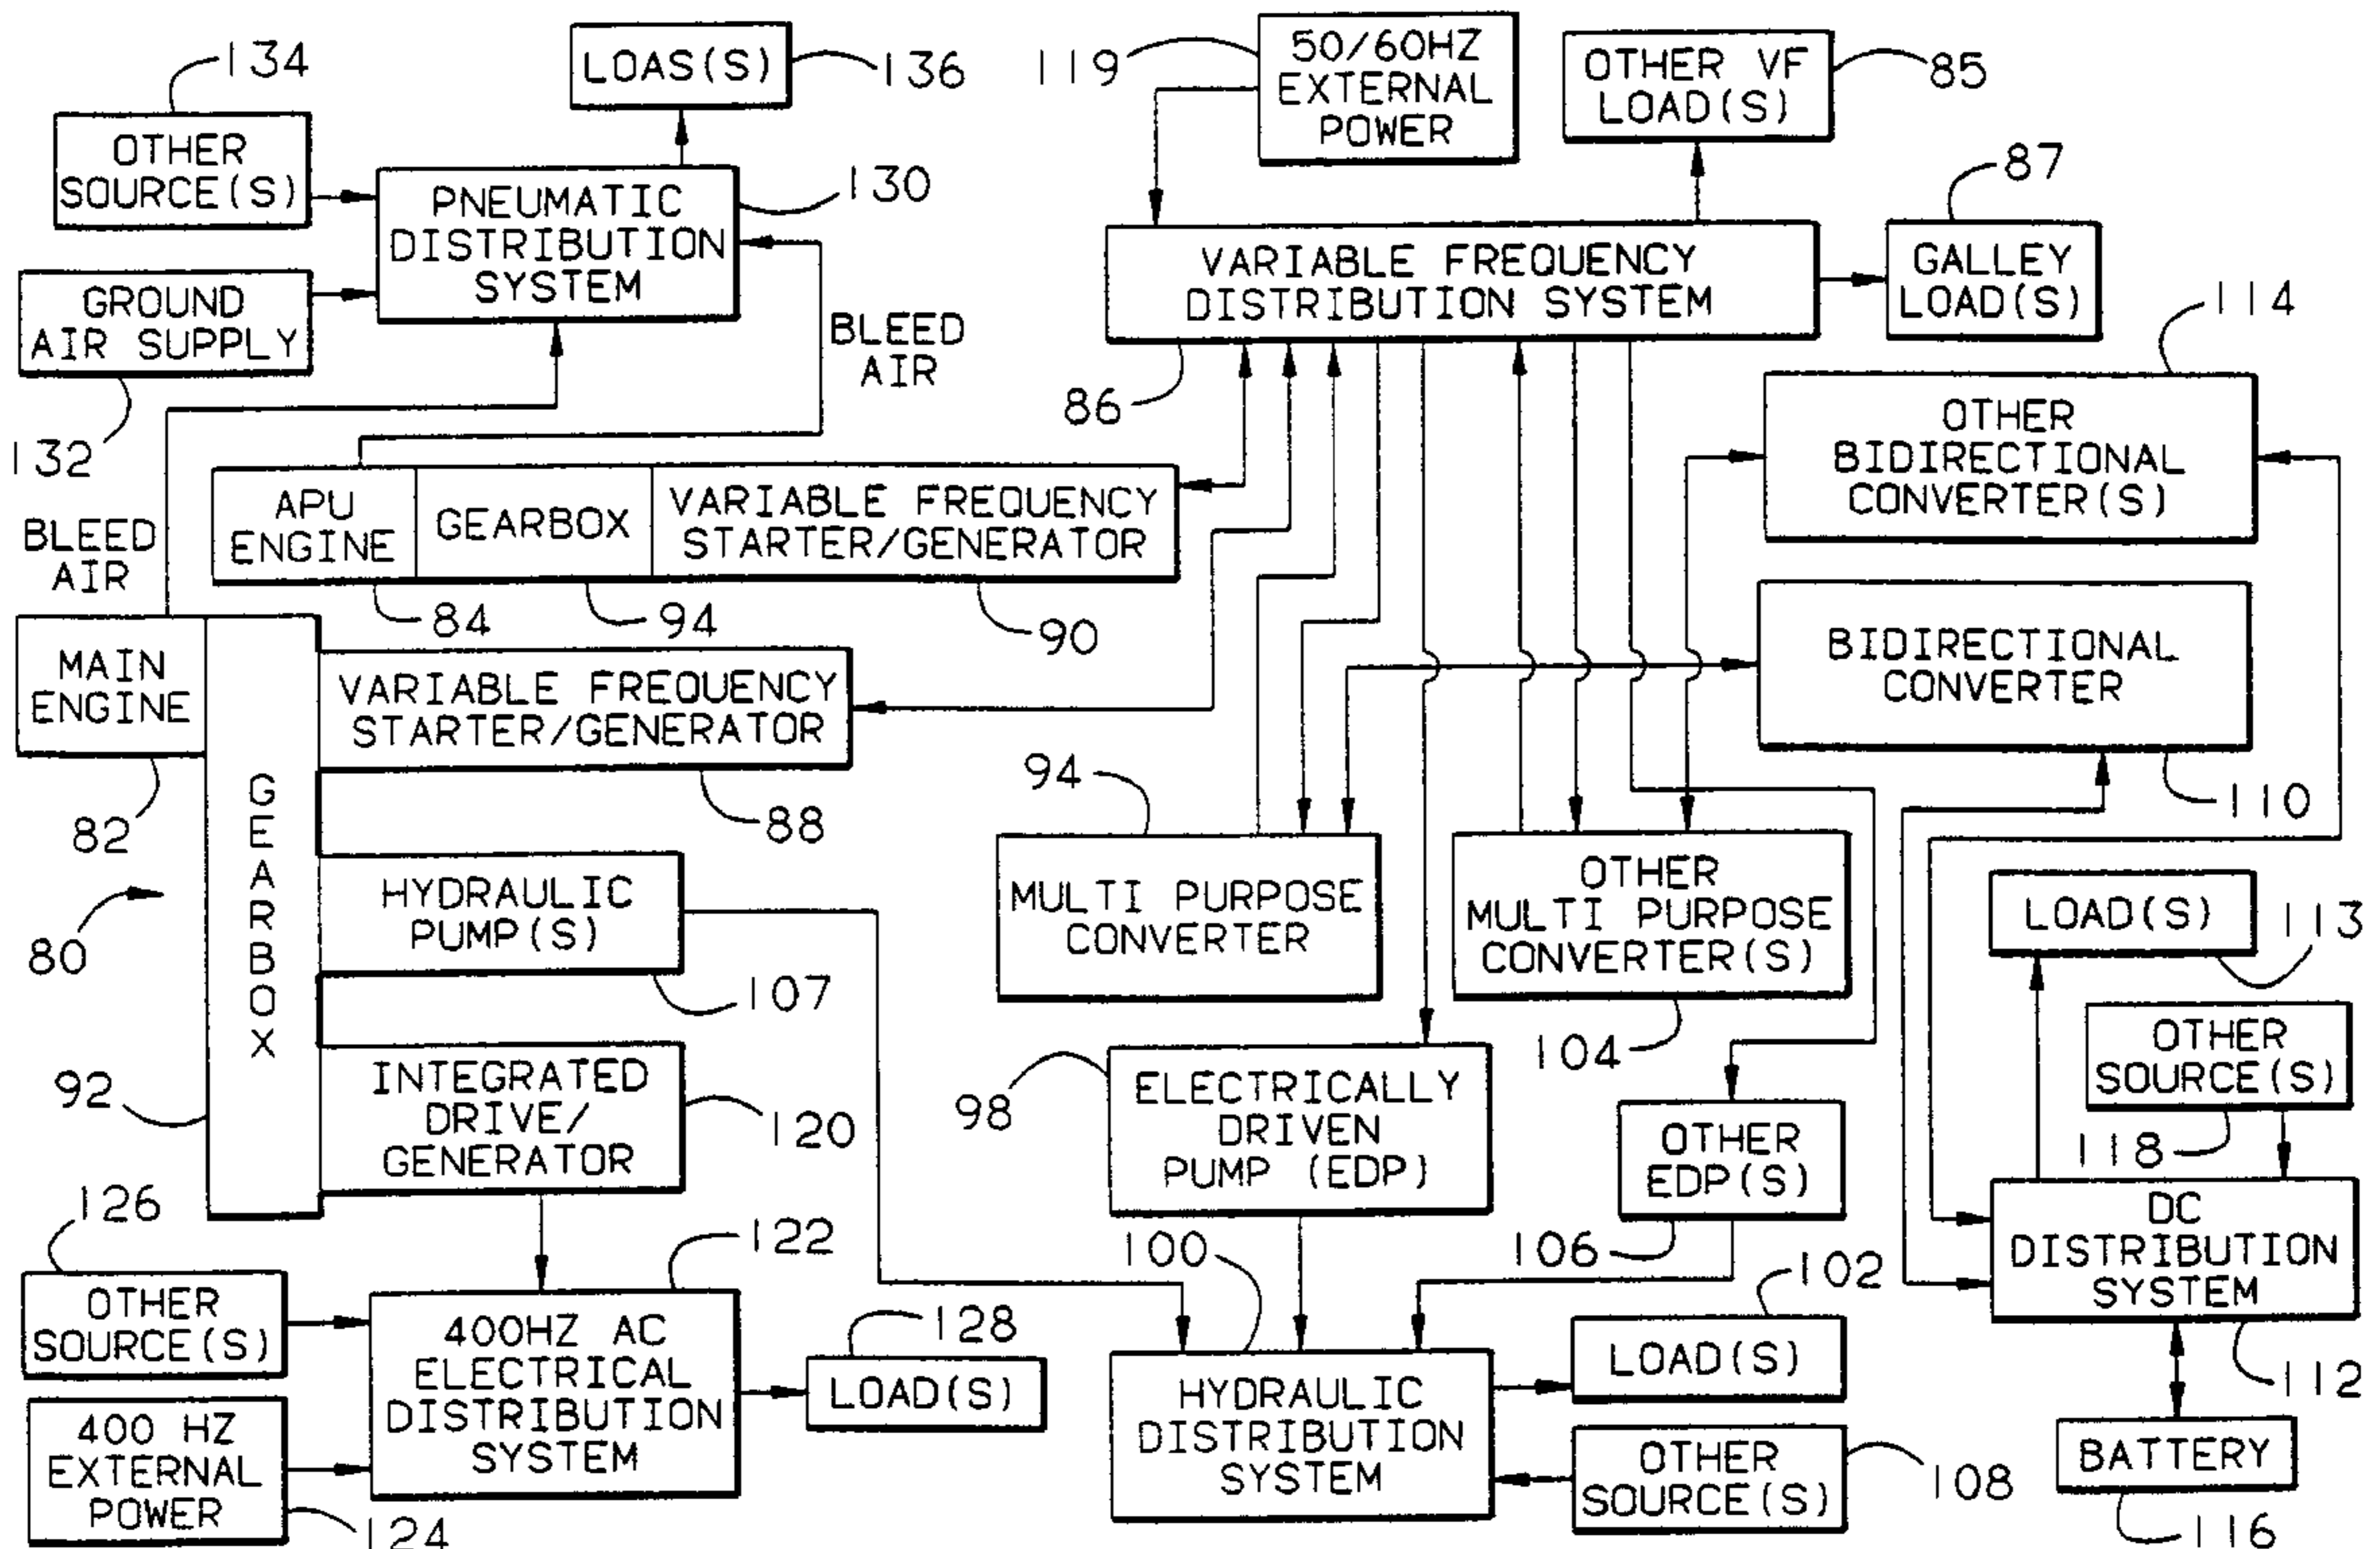 134
OTHER
SOURCE(S)
LOAS(S)
136
PNEUMATIC
DISTRIBUTION
SYSTEM
130
GROUND
AIR SUPPLY
132
BLEED
AIR
119
50/60HZ
EXTERNAL
POWER
OTHER VF
LOAD(S)
85
87
VARIABLE FREQUENCY
DISTRIBUTION SYSTEM
86
GALLEY
LOAD(S)
114
OTHER
BIDIRECTIONAL
CONVERTER(S)
BLEED
AIR
APU
ENGINE
84
GEARBOX
94
VARIABLE FREQUENCY
STARTER/GENERATOR
90
MAIN
ENGINE
82
80
GEARBOX
92
VARIABLE FREQUENCY
STARTER/GENERATOR
88
BIDIRECTIONAL
CONVERTER
110
HYDRAULIC
PUMP(S)
107
94
MULTI PURPOSE
CONVERTER
OTHER
MULTI PURPOSE
CONVERTER(S)
104
LOAD(S)
113
INTEGRATED
DRIVE/
GENERATOR
120
98
ELECTRICALLY
DRIVEN
PUMP (EDP)
OTHER
EDP(S)
106
OTHER
SOURCE(S)
118
DC
DISTRIBUTION
SYSTEM
112
126
OTHER
SOURCE(S)
122
400HZ AC
ELECTRICAL
DISTRIBUTION
SYSTEM
128
LOAD(S)
400 HZ
EXTERNAL
POWER
124
100
HYDRAULIC
DISTRIBUTION
SYSTEM
102
LOAD(S)
OTHER
SOURCE(S)
108
BATTERY
116